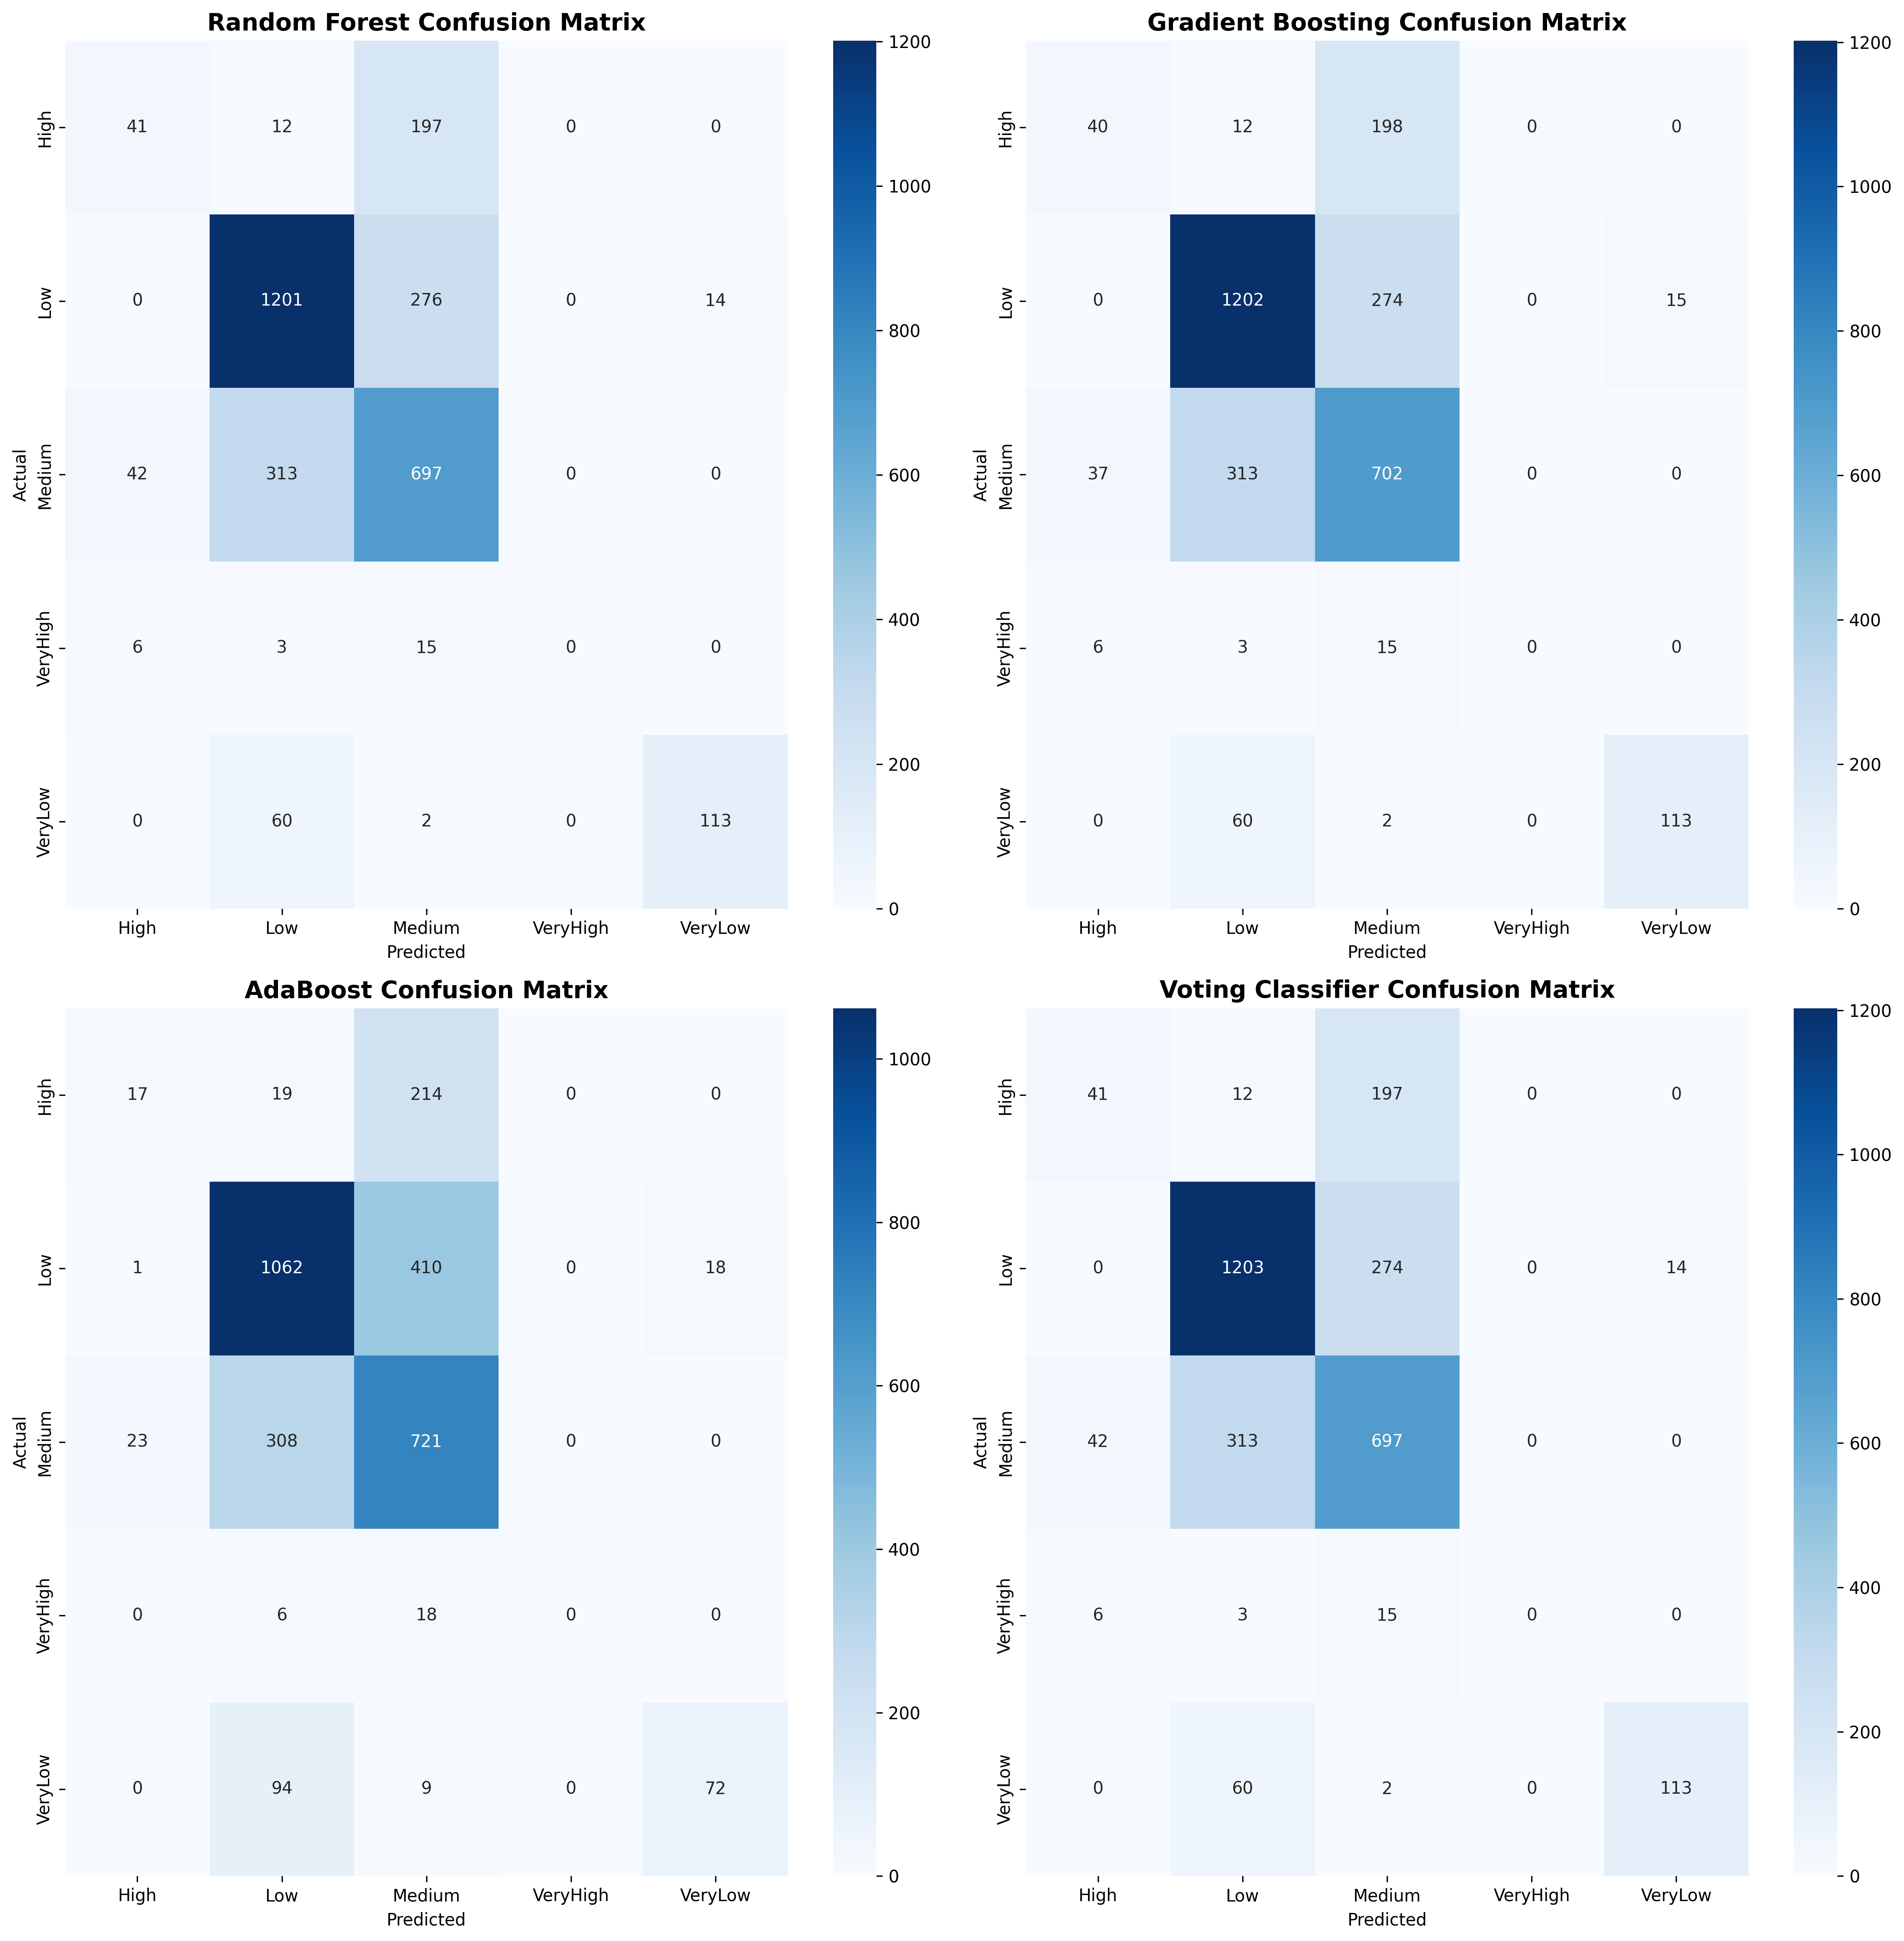 Random Forest Confusion Matrix
High 41 12 197 0 0
Low 0 1201 276 0 14
Medium 42 313 697 0 0
VeryHigh 6 3 15 0 0
VeryLow 0 60 2 0 113
Actual
High Low Medium VeryHigh VeryLow
Predicted
1200
1000
800
600
400
200
0
Gradient Boosting Confusion Matrix
High 40 12 198 0 0
Low 0 1202 274 0 15
Medium 37 313 702 0 0
VeryHigh 6 3 15 0 0
VeryLow 0 60 2 0 113
Actual
High Low Medium VeryHigh VeryLow
Predicted
1200
1000
800
600
400
200
0
AdaBoost Confusion Matrix
High 17 19 214 0 0
Low 1 1062 410 0 18
Medium 23 308 721 0 0
VeryHigh 0 6 18 0 0
VeryLow 0 94 9 0 72
Actual
High Low Medium VeryHigh VeryLow
Predicted
1000
800
600
400
200
0
Voting Classifier Confusion Matrix
High 41 12 197 0 0
Low 0 1203 274 0 14
Medium 42 313 697 0 0
VeryHigh 6 3 15 0 0
VeryLow 0 60 2 0 113
Actual
High Low Medium VeryHigh VeryLow
Predicted
1200
1000
800
600
400
200
0